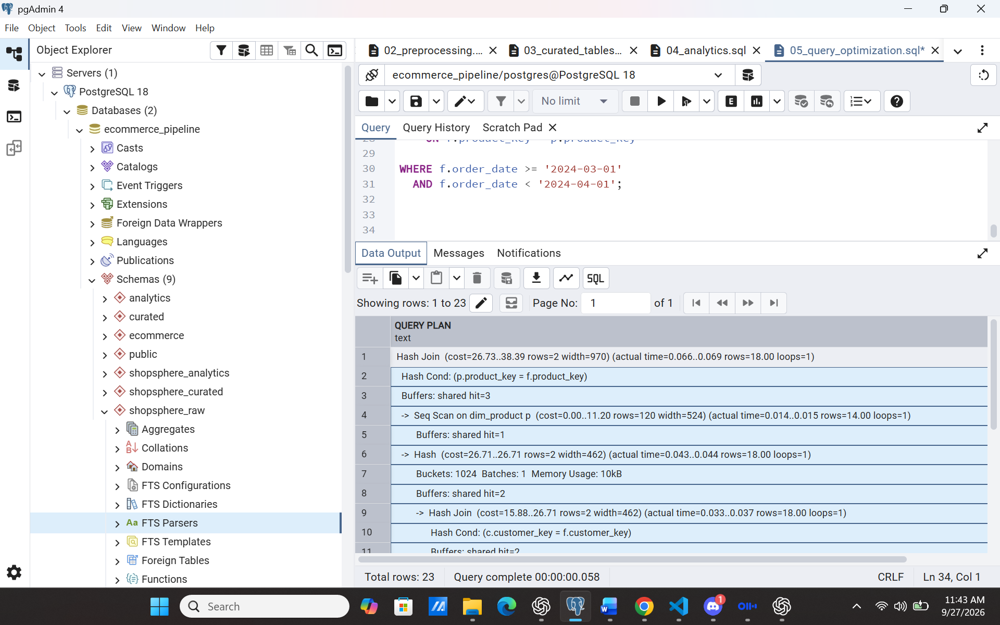 pgAdmin 4
File Object Tools Edit View Window Help
Object Explorer
Servers (1)
PostgreSQL 18
Databases (2)
ecommerce_pipeline
Casts
Catalogs
Event Triggers
Extensions
Foreign Data Wrappers
Languages
Publications
Schemas (9)
analytics
curated
ecommerce
public
shopsphere_analytics
shopsphere_curated
shopsphere_raw
Aggregates
Collations
Domains
FTS Configurations
FTS Dictionaries
Aa FTS Parsers
FTS Templates
Foreign Tables
Functions
02_preprocessing.... 03_curated_tables... 04_analytics.sql 05_query_optimization.sql*
ecommerce_pipeline/postgres@PostgreSQL 18
No limit
E
Query Query History Scratch Pad
28 ON f.product_key = p.product_key
29
30 WHERE f.order_date >= '2024-03-01'
31 AND f.order_date < '2024-04-01';
32
33
34
Data Output Messages Notifications
SQL
Showing rows: 1 to 23 Page No: 1 of 1
QUERY PLAN
text
1 Hash Join (cost=26.73..38.39 rows=2 width=970) (actual time=0.066..0.069 rows=18.00 loops=1)
2 Hash Cond: (p.product_key = f.product_key)
3 Buffers: shared hit=3
4 -> Seq Scan on dim_product p (cost=0.00..11.20 rows=120 width=524) (actual time=0.014..0.015 rows=14.00 loops=1)
5 Buffers: shared hit=1
6 -> Hash (cost=26.71..26.71 rows=2 width=462) (actual time=0.043..0.044 rows=18.00 loops=1)
7 Buckets: 1024 Batches: 1 Memory Usage: 10kB
8 Buffers: shared hit=2
9 -> Hash Join (cost=15.88..26.71 rows=2 width=462) (actual time=0.033..0.037 rows=18.00 loops=1)
10 Hash Cond: (c.customer_key = f.customer_key)
11 Buffers: shared hit=2
Total rows: 23 Query complete 00:00:00.058 CRLF Ln 34, Col 1
Search
1
11:43 AM
9/27/2026